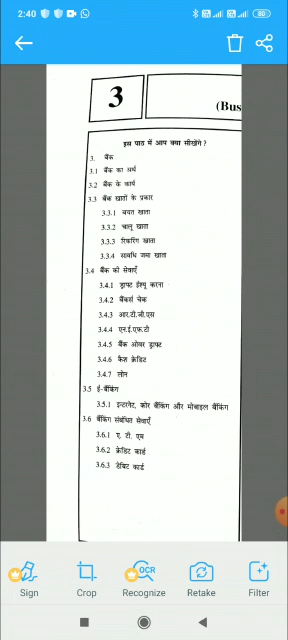 2:40
80
3
(Bus
इस पाठ में आप क्या सीखेंगे ?
3. बैंक
3.1 बैंक का अर्थ
3.2 बैंक के कार्य
3.3 बैंक खातों के प्रकार
3.3.1 बचत खाता
3.3.2 चालू खाता
3.3.3 रिकरिंग खाता
3.3.4 सावधि जमा खाता
3.4 बैंक की सेवाएँ
3.4.1 ड्राफ्ट ईश्यू करना
3.4.2 बैंकर्स चेक
3.4.3 आर.टी.जी.एस
3.4.4 एन.ई.एफ.टी
3.4.5 बैंक ओवर ड्राफ्ट
3.4.6 कैश क्रेडिट
3.4.7 लोन
3.5 ई-बैंकिंग
3.5.1 इन्टरनेट, कोर बैंकिंग और मोबाइल बैंकिंग
3.6 बैंकिंग संबंधित सेवाएँ
3.6.1 ए. टी. एम
3.6.2 क्रेडिट कार्ड
3.6.3 डेबिट कार्ड
OCR
Sign Crop Recognize Retake Filter